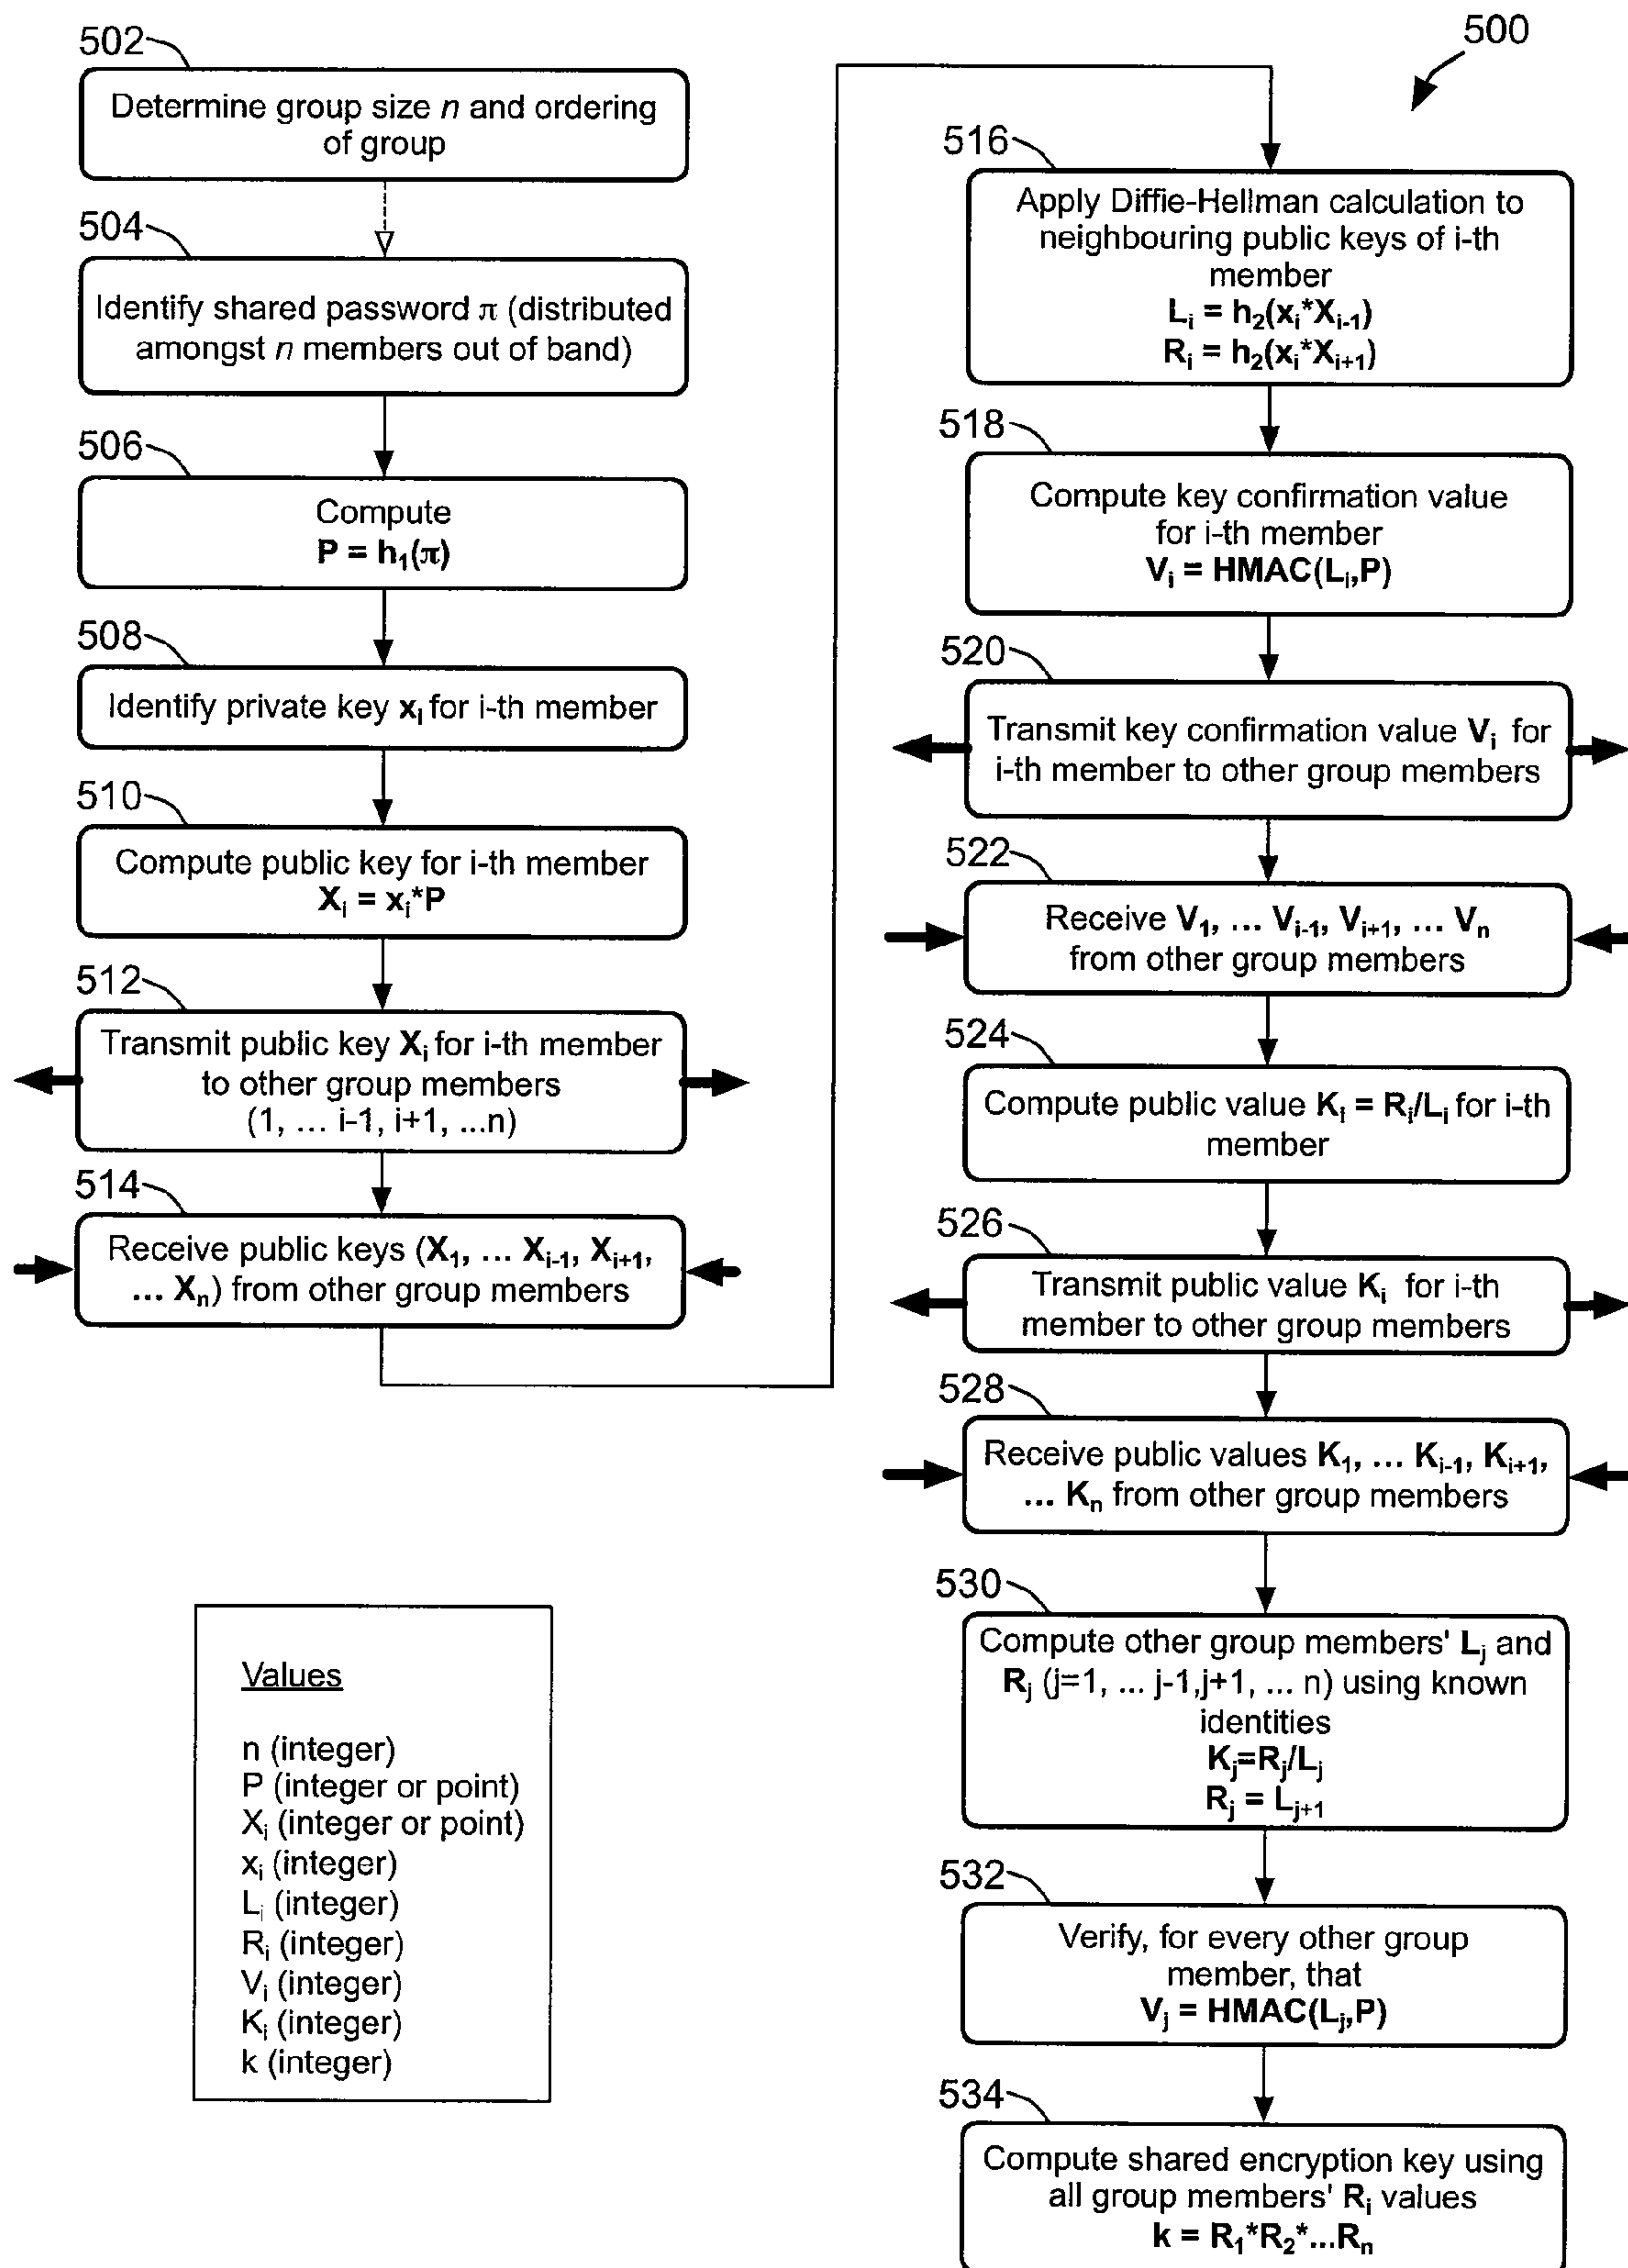 500
502
Determine group size n and ordering
of group
504
Identify shared password π (distributed
amongst n members out of band)
506
Compute
P = h₁(π)
508
Identify private key xᵢ for i-th member
510
Compute public key for i-th member
Xᵢ = xᵢ*P
512
Transmit public key Xᵢ for i-th member
to other group members
(1, ... i-1, i+1, ...n)
514
Receive public keys (X₁, ... Xᵢ₋₁, Xᵢ₊₁,
... Xₙ) from other group members
516
Apply Diffie-Hellman calculation to
neighbouring public keys of i-th
member
Lᵢ = h₂(xᵢ*Xᵢ₋₁)
Rᵢ = h₂(xᵢ*Xᵢ₊₁)
518
Compute key confirmation value
for i-th member
Vᵢ = HMAC(Lᵢ,P)
520
Transmit key confirmation value Vᵢ for
i-th member to other group members
522
Receive V₁, ... Vᵢ₋₁, Vᵢ₊₁, ... Vₙ
from other group members
524
Compute public value Kᵢ = Rᵢ/Lᵢ for i-th
member
526
Transmit public value Kᵢ for i-th
member to other group members
528
Receive public values K₁, ... Kᵢ₋₁, Kᵢ₊₁,
... Kₙ from other group members
530
Compute other group members' Lⱼ and
Rⱼ (j=1, ... j-1,j+1, ... n) using known
identities
Kⱼ=Rⱼ/Lⱼ
Rⱼ = Lⱼ₊₁
532
Verify, for every other group
member, that
Vⱼ = HMAC(Lⱼ,P)
534
Compute shared encryption key using
all group members' Rᵢ values
k = R₁*R₂*...Rₙ
Values
n (integer)
P (integer or point)
Xᵢ (integer or point)
xᵢ (integer)
Lᵢ (integer)
Rᵢ (integer)
Vᵢ (integer)
Kᵢ (integer)
k (integer)